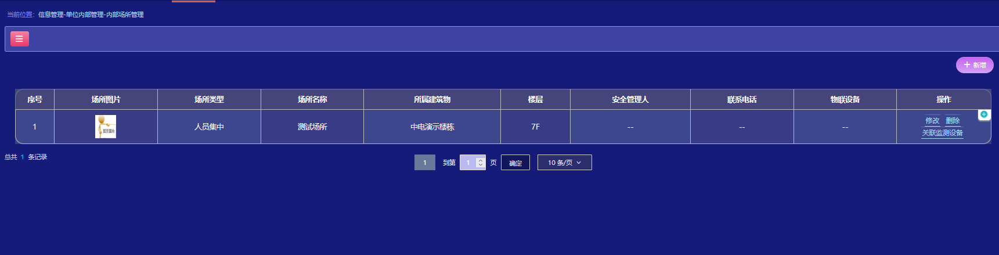 当前位置：信息管理-单位内部管理-内部场所管理
新增
序号 场所图片 场所类型 场所名称 所属建筑物 楼层 安全管理人 联系电话 物联设备 操作
1 暂无图片 人员集中 测试场所 中电演示楼栋 7F -- -- -- 修改 删除
关联监测设备
总共 1 条记录
1 到第 1 页 确定 10 条/页